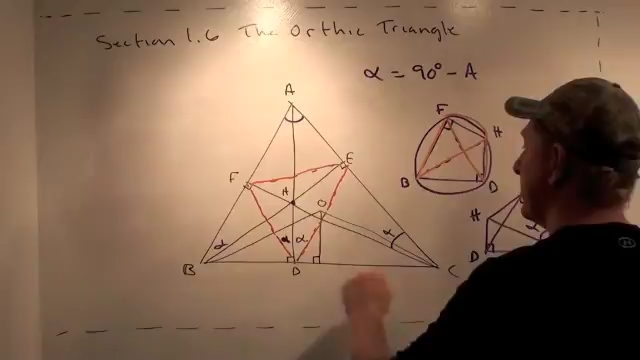 Section 1.6 The Orthic Triangle
α = 90° - A
A
F
E
H
O
α
α
α
α
B
D
C
F
H
B
D
H
D
α